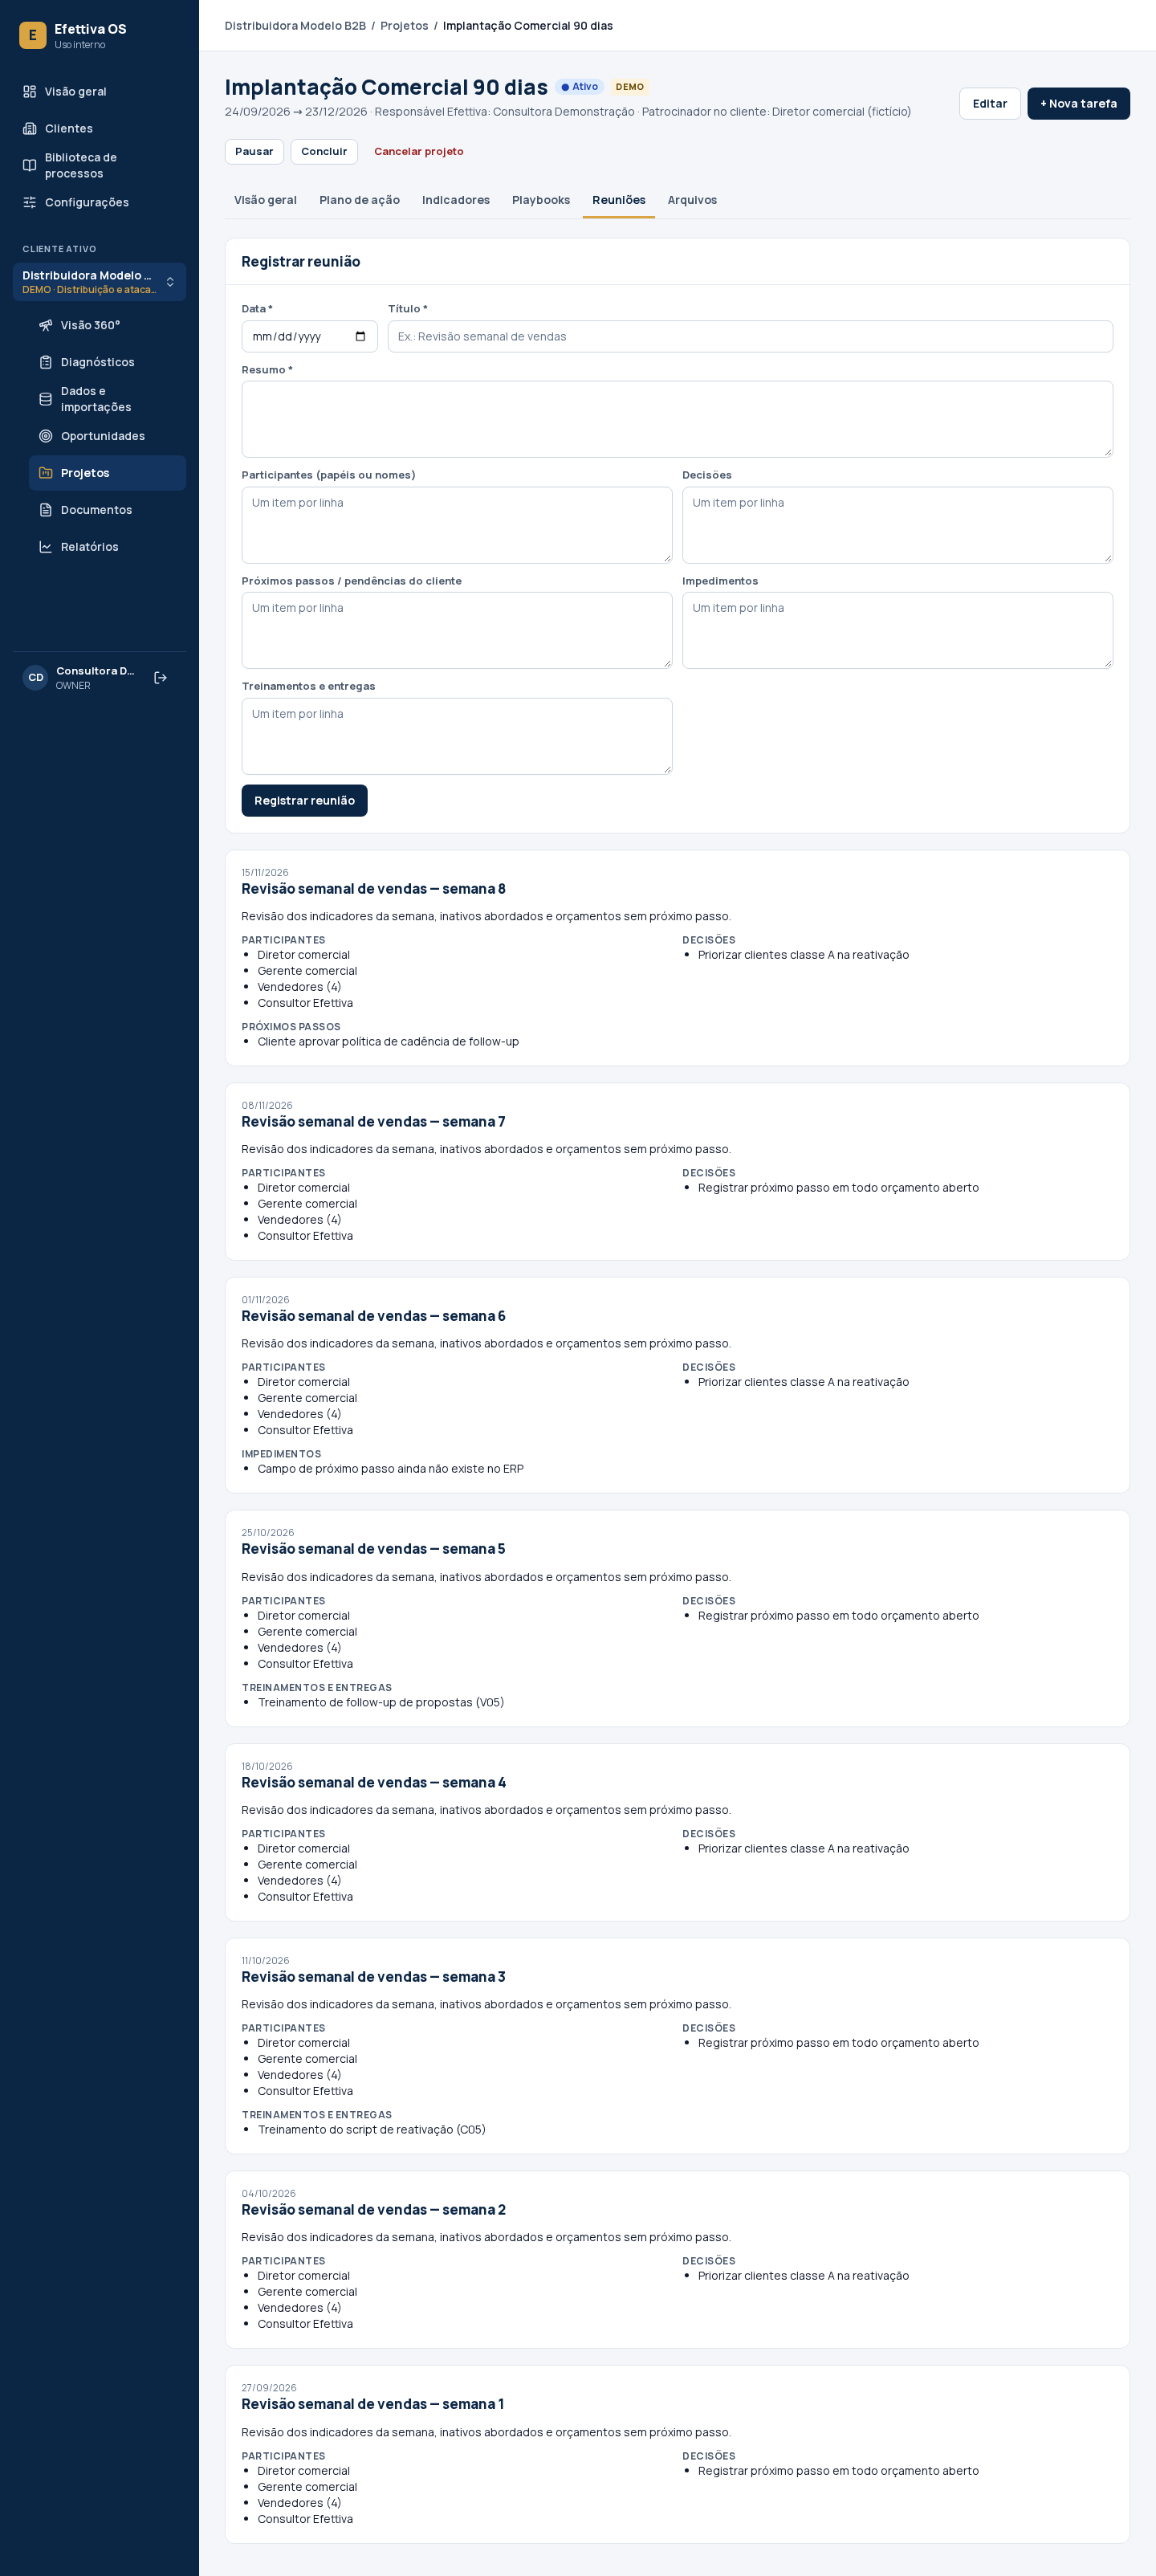 E
Efettiva OS
Uso interno
Visão geral
Clientes
Biblioteca de
processos
Configurações
CLIENTE ATIVO
Distribuidora Modelo ...
DEMO · Distribuição e ataca...
Visão 360°
Diagnósticos
Dados e
importações
Oportunidades
Projetos
Documentos
Relatórios
CD
Consultora D...
OWNER
Distribuidora Modelo B2B / Projetos / Implantação Comercial 90 dias
Implantação Comercial 90 dias Ativo DEMO
24/09/2026 → 23/12/2026 · Responsável Efettiva: Consultora Demonstração · Patrocinador no cliente: Diretor comercial (fictício)
Editar
+ Nova tarefa
Pausar
Concluir
Cancelar projeto
Visão geral
Plano de ação
Indicadores
Playbooks
Reuniões
Arquivos
Registrar reunião
Data *
Título *
mm/dd/yyyy
Ex.: Revisão semanal de vendas
Resumo *
Participantes (papéis ou nomes)
Decisões
Um item por linha
Um item por linha
Próximos passos / pendências do cliente
Impedimentos
Um item por linha
Um item por linha
Treinamentos e entregas
Um item por linha
Registrar reunião
15/11/2026
Revisão semanal de vendas — semana 8
Revisão dos indicadores da semana, inativos abordados e orçamentos sem próximo passo.
PARTICIPANTES
Diretor comercial
Gerente comercial
Vendedores (4)
Consultor Efettiva
DECISÕES
Priorizar clientes classe A na reativação
PRÓXIMOS PASSOS
Cliente aprovar política de cadência de follow-up
08/11/2026
Revisão semanal de vendas — semana 7
Revisão dos indicadores da semana, inativos abordados e orçamentos sem próximo passo.
PARTICIPANTES
Diretor comercial
Gerente comercial
Vendedores (4)
Consultor Efettiva
DECISÕES
Registrar próximo passo em todo orçamento aberto
01/11/2026
Revisão semanal de vendas — semana 6
Revisão dos indicadores da semana, inativos abordados e orçamentos sem próximo passo.
PARTICIPANTES
Diretor comercial
Gerente comercial
Vendedores (4)
Consultor Efettiva
DECISÕES
Priorizar clientes classe A na reativação
IMPEDIMENTOS
Campo de próximo passo ainda não existe no ERP
25/10/2026
Revisão semanal de vendas — semana 5
Revisão dos indicadores da semana, inativos abordados e orçamentos sem próximo passo.
PARTICIPANTES
Diretor comercial
Gerente comercial
Vendedores (4)
Consultor Efettiva
DECISÕES
Registrar próximo passo em todo orçamento aberto
TREINAMENTOS E ENTREGAS
Treinamento de follow-up de propostas (V05)
18/10/2026
Revisão semanal de vendas — semana 4
Revisão dos indicadores da semana, inativos abordados e orçamentos sem próximo passo.
PARTICIPANTES
Diretor comercial
Gerente comercial
Vendedores (4)
Consultor Efettiva
DECISÕES
Priorizar clientes classe A na reativação
11/10/2026
Revisão semanal de vendas — semana 3
Revisão dos indicadores da semana, inativos abordados e orçamentos sem próximo passo.
PARTICIPANTES
Diretor comercial
Gerente comercial
Vendedores (4)
Consultor Efettiva
DECISÕES
Registrar próximo passo em todo orçamento aberto
TREINAMENTOS E ENTREGAS
Treinamento do script de reativação (C05)
04/10/2026
Revisão semanal de vendas — semana 2
Revisão dos indicadores da semana, inativos abordados e orçamentos sem próximo passo.
PARTICIPANTES
Diretor comercial
Gerente comercial
Vendedores (4)
Consultor Efettiva
DECISÕES
Priorizar clientes classe A na reativação
27/09/2026
Revisão semanal de vendas — semana 1
Revisão dos indicadores da semana, inativos abordados e orçamentos sem próximo passo.
PARTICIPANTES
Diretor comercial
Gerente comercial
Vendedores (4)
Consultor Efettiva
DECISÕES
Registrar próximo passo em todo orçamento aberto